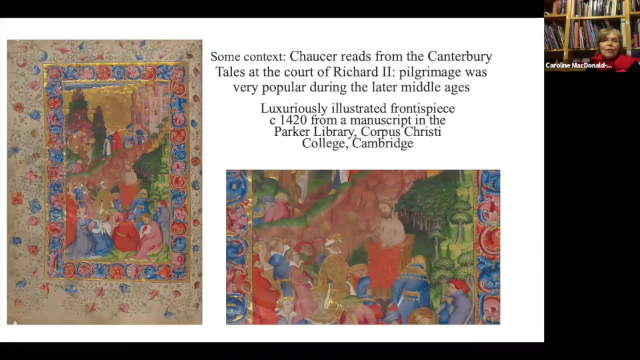 Some context: Chaucer reads from the Canterbury
Tales at the court of Richard II: pilgrimage was
very popular during the later middle ages
Luxuriously illustrated frontispiece
c 1420 from a manuscript in the
Parker Library, Corpus Christi
College, Cambridge
Caroline MacDonald-...